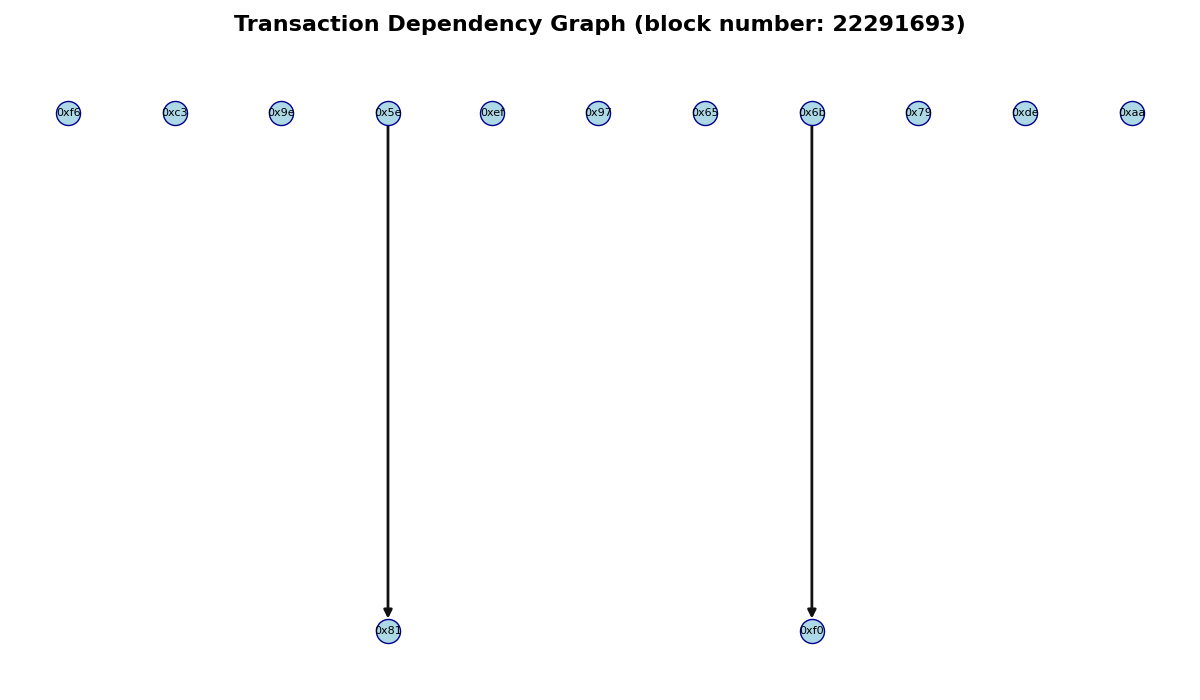 Transaction Dependency Graph (block number: 22291693)
0xf6 0xc3 0x9e 0x5e 0xef 0x97 0x65 0x6b 0x79 0xde 0xaa
0x81 0xf0